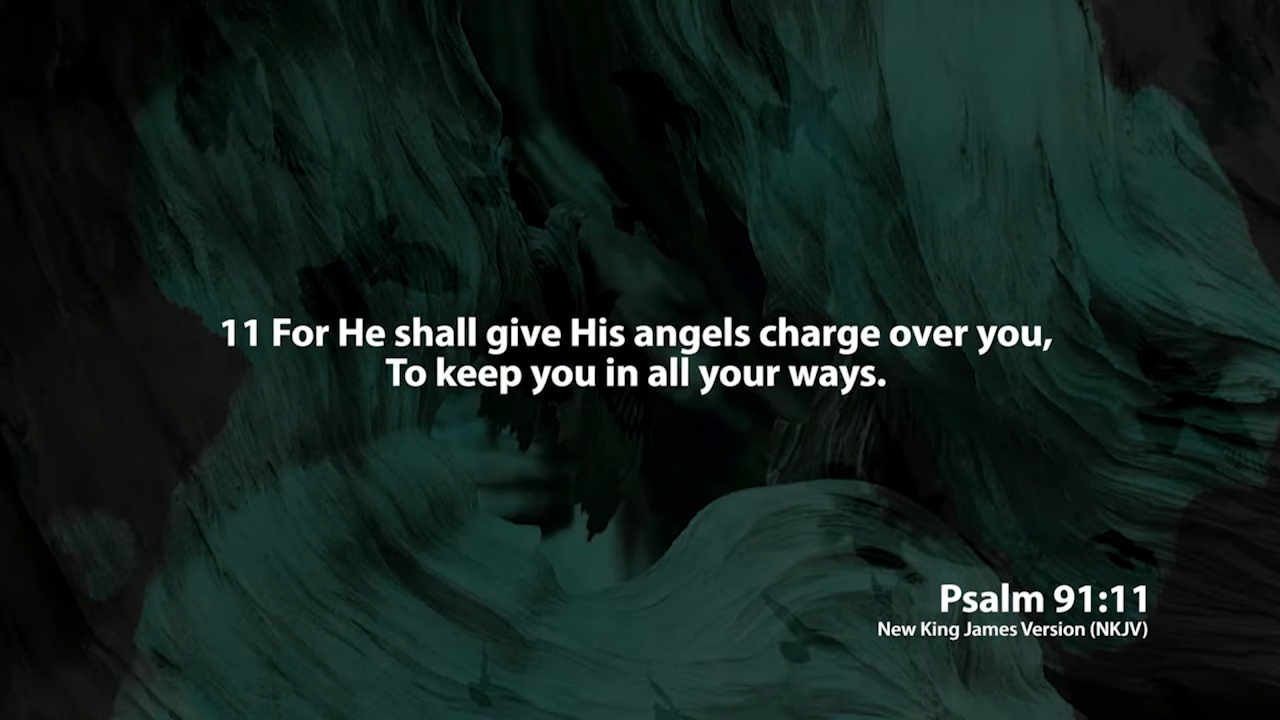 11 For He shall give His angels charge over you,
To keep you in all your ways.
Psalm 91:11
New King James Version (NKJV)